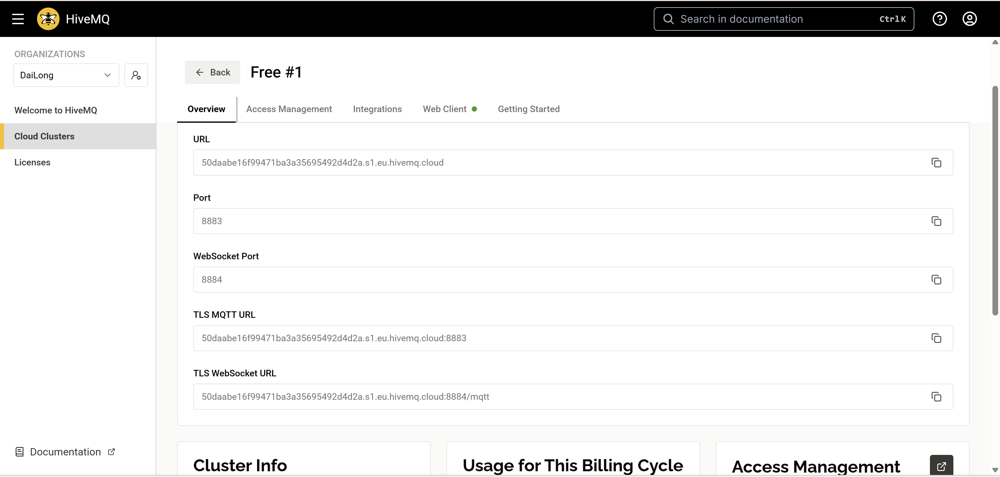 HiveMQ
Search in documentation Ctrl K
ORGANIZATIONS
DaiLong
Welcome to HiveMQ
Cloud Clusters
Licenses
Documentation
Back
Free #1
Overview Access Management Integrations Web Client Getting Started
URL
50daabe16f99471ba3a35695492d4d2a.s1.eu.hivemq.cloud
Port
8883
WebSocket Port
8884
TLS MQTT URL
50daabe16f99471ba3a35695492d4d2a.s1.eu.hivemq.cloud:8883
TLS WebSocket URL
50daabe16f99471ba3a35695492d4d2a.s1.eu.hivemq.cloud:8884/mqtt
Cluster Info
Usage for This Billing Cycle
Access Management